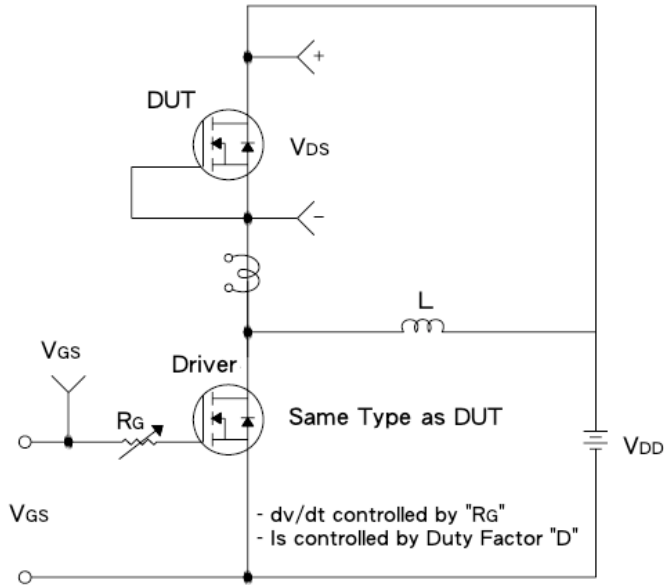 +
DUT
VDS
−
L
VGS
Driver
RG
Same Type as DUT
VDD
VGS
- dv/dt controlled by "RG"
- Is controlled by Duty Factor "D"